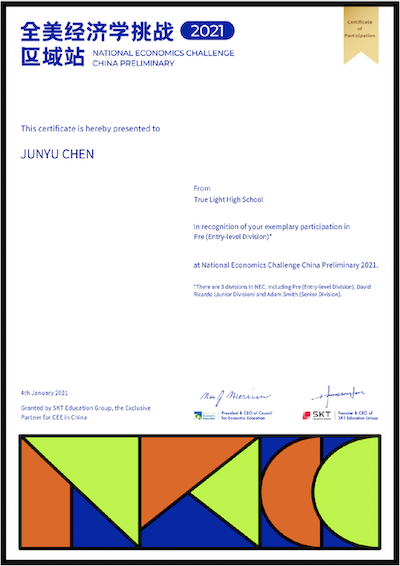 全美经济学挑战 2021
区域站 NATIONAL ECONOMICS CHALLENGE
CHINA PRELIMINARY
Certificate
of
Participation
This certificate is hereby presented to
JUNYU CHEN
From
True Light High School
In recognition of your exemplary participation in
Pre (Entry-level Division)*
at National Economics Challenge China Preliminary 2021.
*There are 3 divisions in NEC, including Pre (Entry-level Division), David
Ricardo (Junior Division) and Adam Smith (Senior Division).
4th January 2021
Granted by SKT Education Group, the Exclusive
Partner for CEE in China
President & CEO of Council
for Economic Education
SKT
Founder & CEO of
SKT Education Group